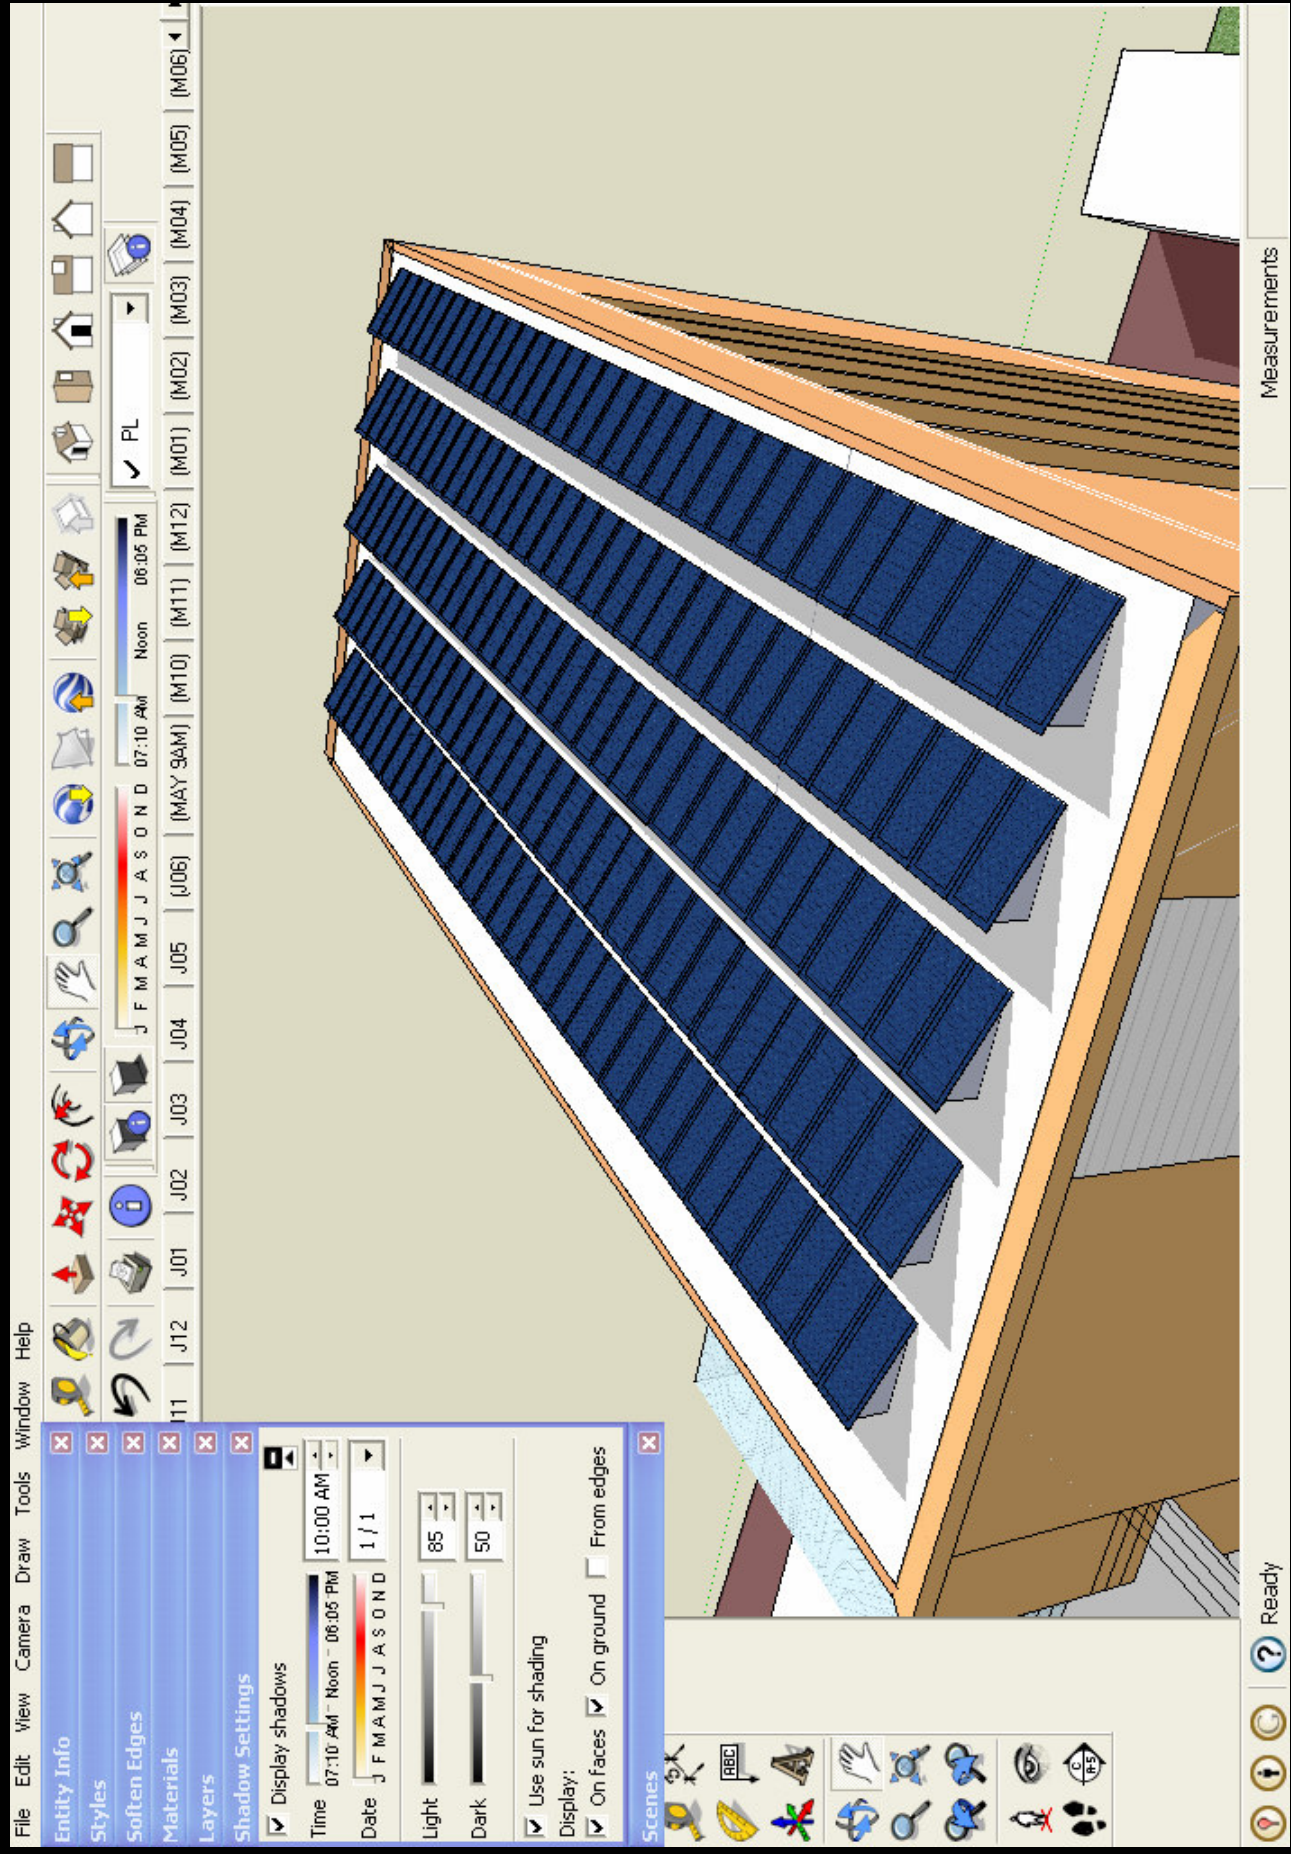 File Edit View Camera Draw Tools Window Help
Entity Info
Styles
Soften Edges
Materials
Layers
Shadow Settings
Display shadows
Time 07:10 AM Noon 06:05 PM 10:00 AM
Date J F M A M J J A S O N D 1 / 1
Light 85
Dark 50
Use sun for shading
Display:
On faces On ground From edges
Scenes
J F M A M J J A S O N D 07:10 AM Noon 06:05 PM PL
J11 J12 J01 J02 J03 J04 J05 (J06) (MAY 9AM) (M10) (M11) (M12) (M01) (M02) (M03) (M04) (M05) (M06)
ABC
Ready Measurements